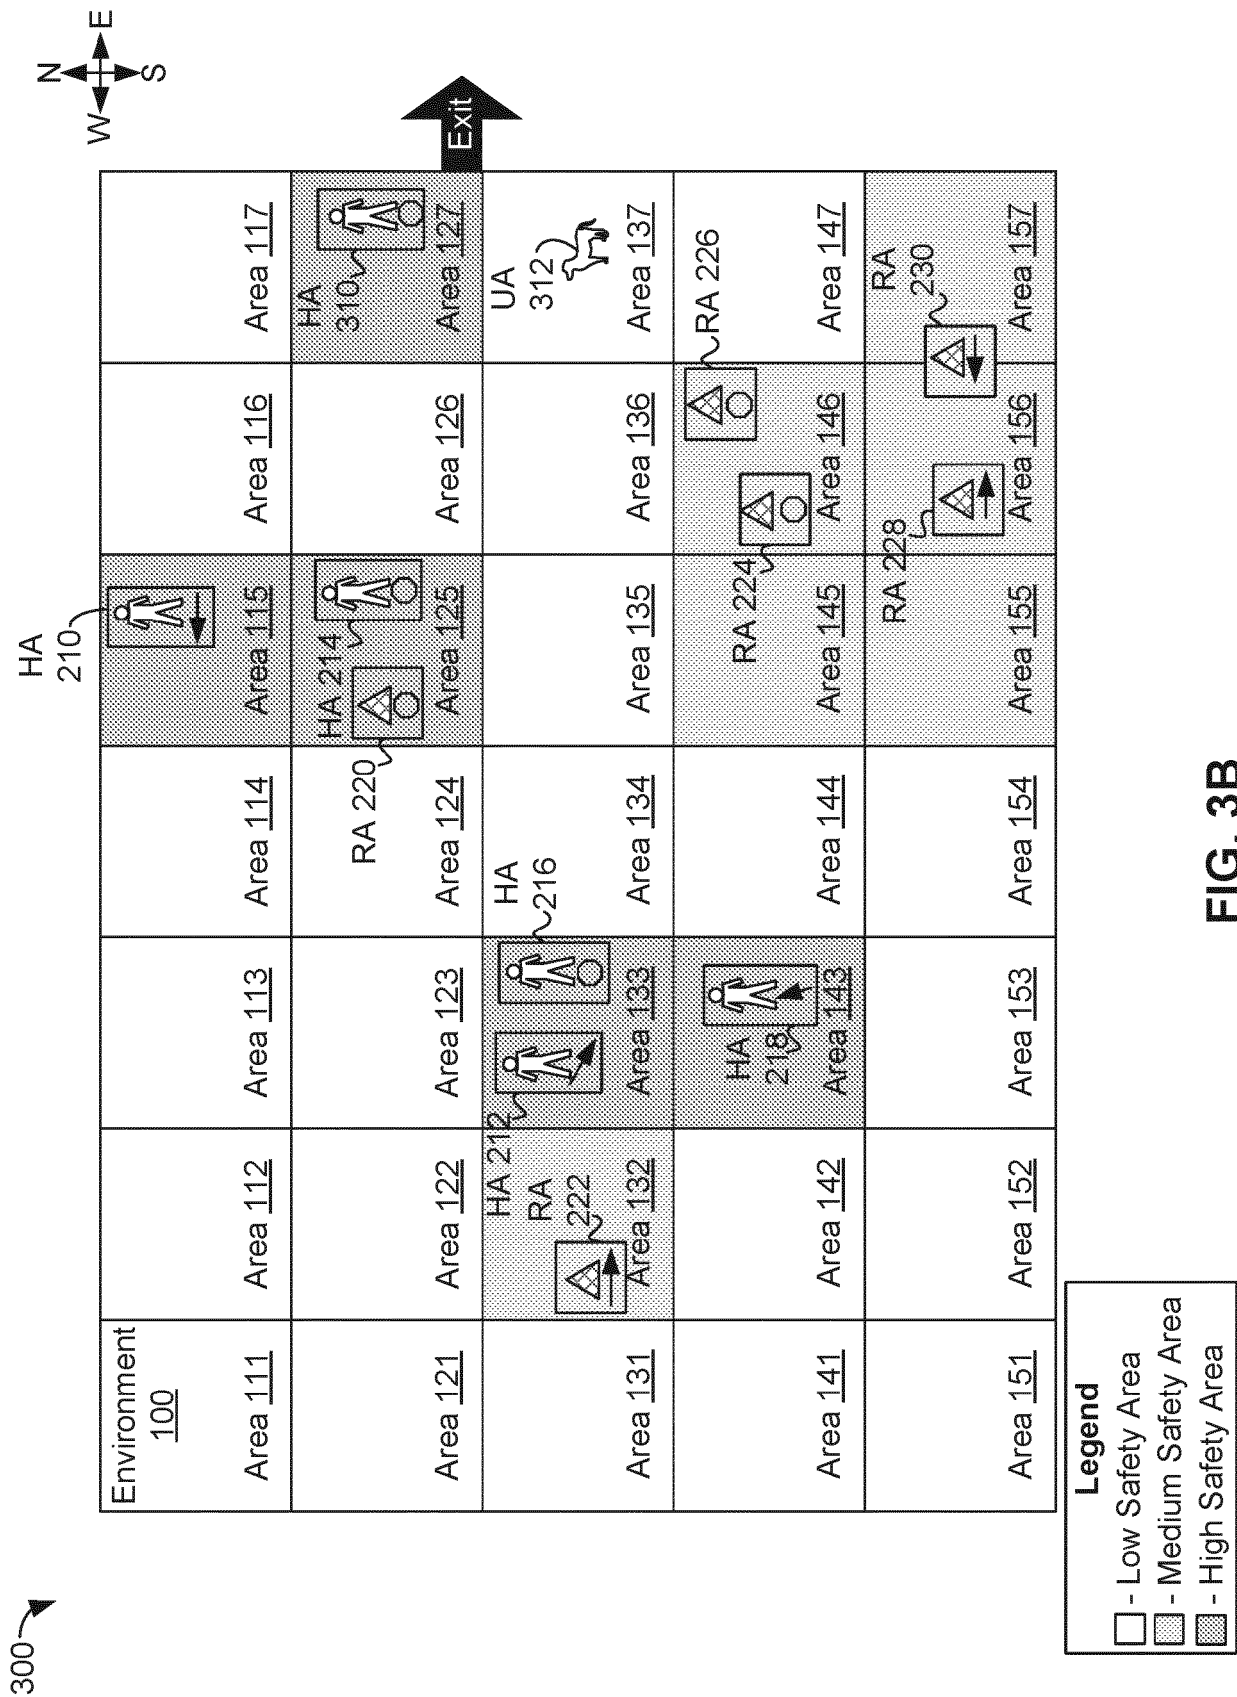 300
N
W E
S
HA
210
Environment
100
Area 111
Area 112
Area 113
Area 114
Area 115
Area 116
Area 117
Area 121
Area 122
Area 123
RA 220
Area 124
HA 214
Area 125
Area 126
HA
310
Area 127
Exit
Area 131
HA 212
RA
222
Area 132
Area 133
HA
216
Area 134
Area 135
Area 136
UA
312
Area 137
Area 141
Area 142
HA
218
Area 143
Area 144
RA 224
Area 145
Area 146
RA 226
Area 147
Area 151
Area 152
Area 153
Area 154
RA 228
Area 155
Area 156
RA
230
Area 157
Legend
- Low Safety Area
- Medium Safety Area
- High Safety Area
FIG. 3B